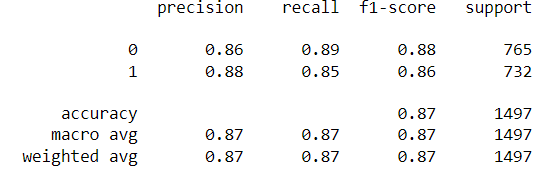 precision recall f1-score support
0 0.86 0.89 0.88 765
1 0.88 0.85 0.86 732
accuracy 0.87 1497
macro avg 0.87 0.87 0.87 1497
weighted avg 0.87 0.87 0.87 1497